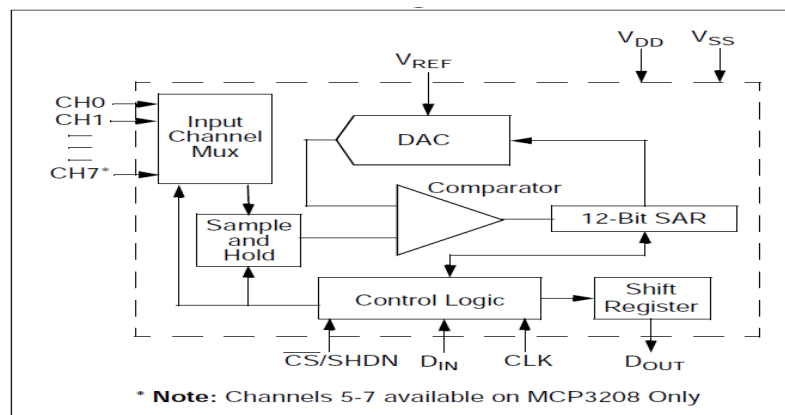 VDD
VSS
VREF
CH0
CH1
CH7*
Input
Channel
Mux
DAC
Comparator
Sample
and
Hold
12-Bit SAR
Control Logic
Shift
Register
CS/SHDN
DIN
CLK
DOUT
* Note: Channels 5-7 available on MCP3208 Only